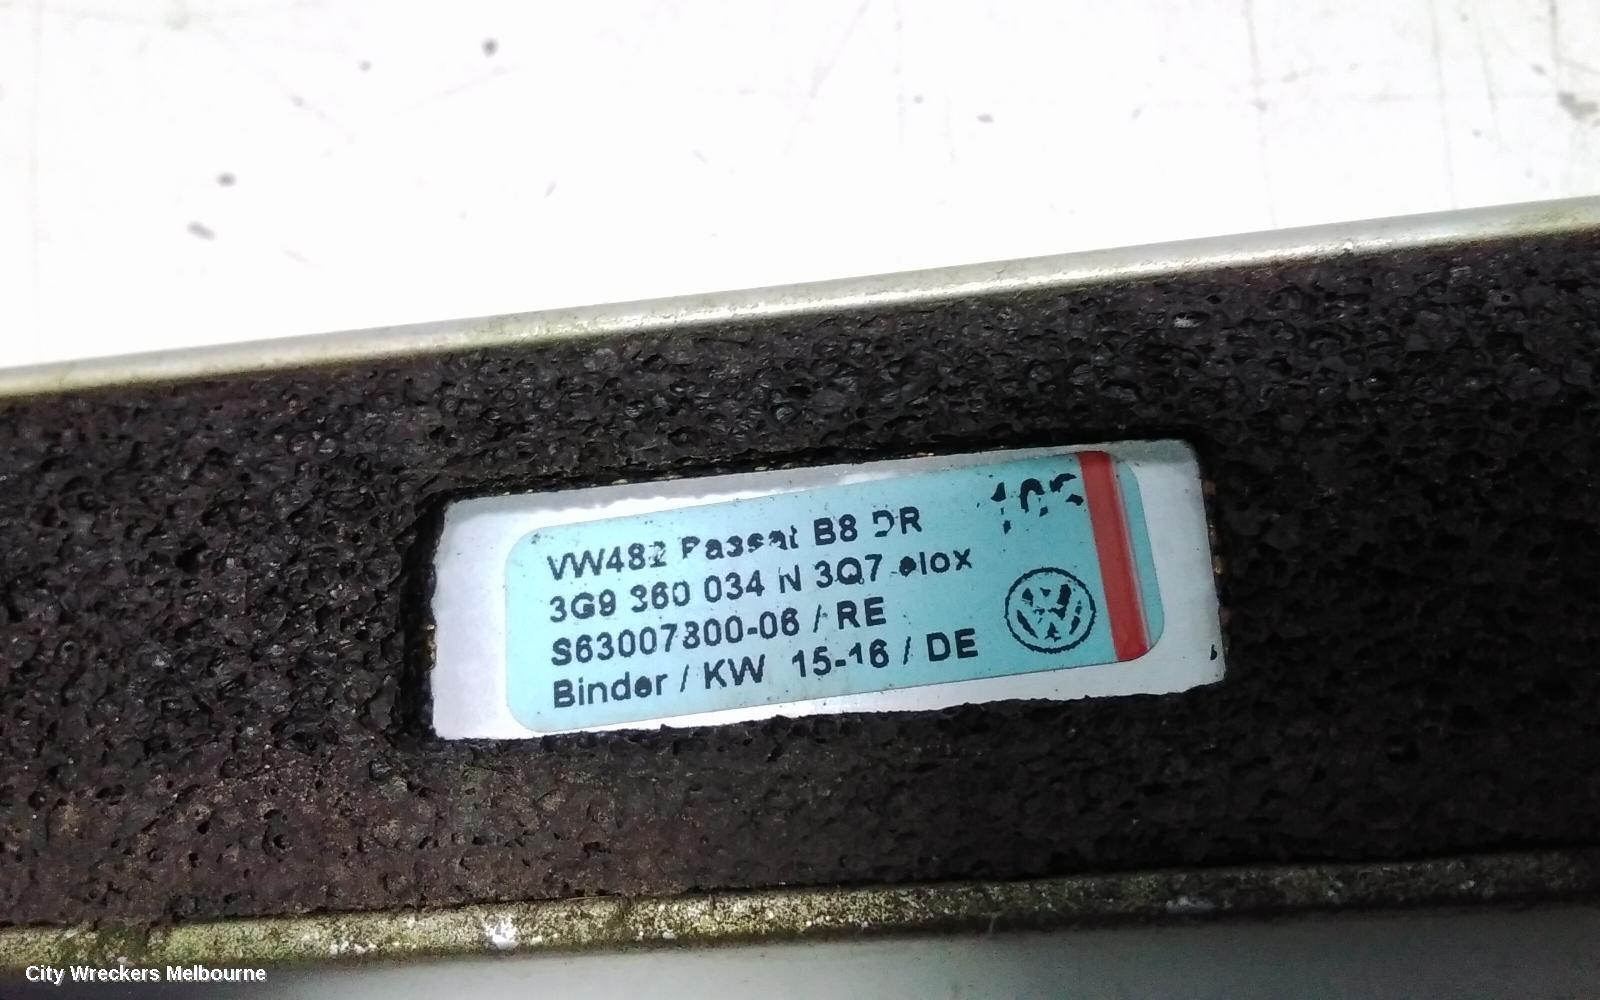 VW482 Passat B8 DR
3G9 860 034 N 3Q7 elox
S63007800-06 / RE
Binder / KW 15-16 / DE
City Wreckers Melbourne